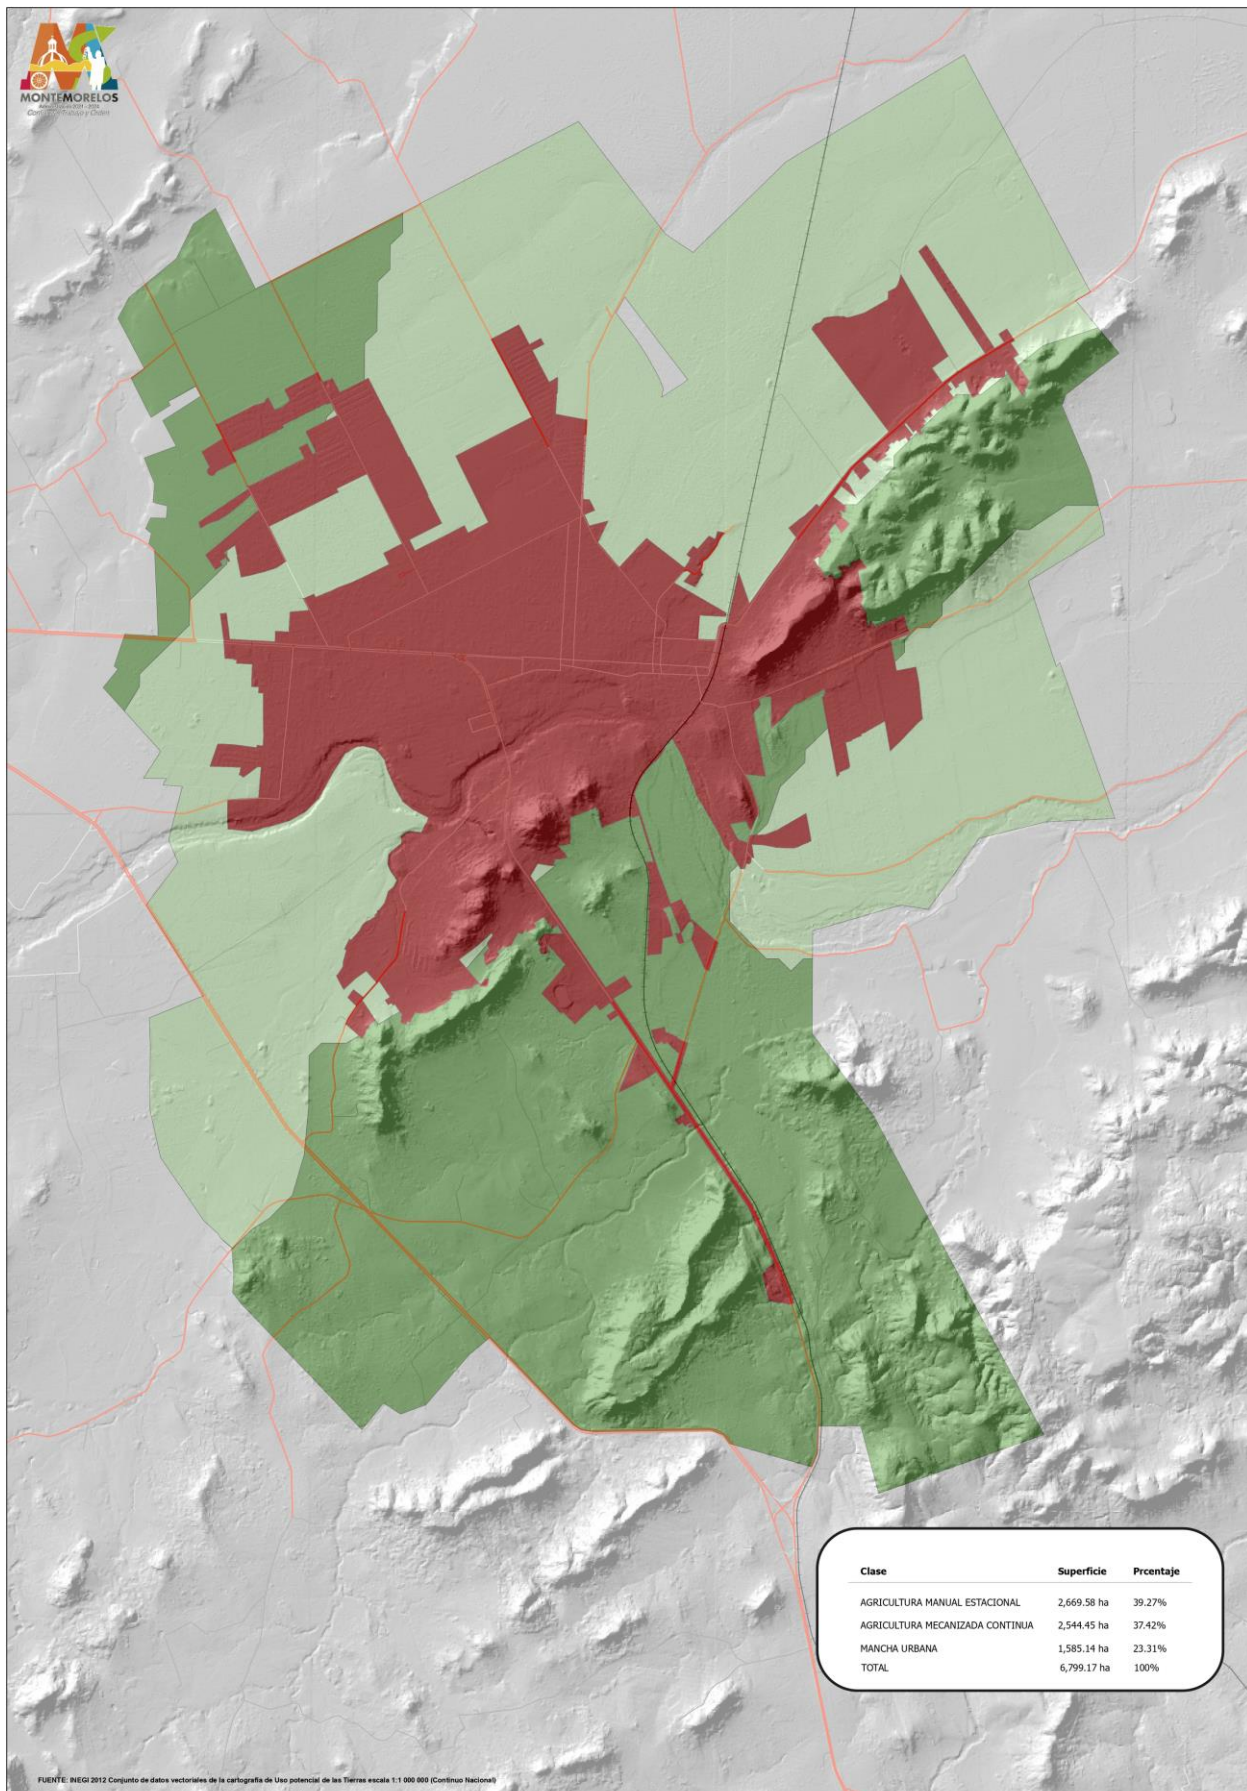 MONTEMORELOS
Administración 2021 - 2024
Clase Superficie Prcentaje
AGRICULTURA MANUAL ESTACIONAL 2,669.58 ha 39.27%
AGRICULTURA MECANIZADA CONTINUA 2,544.45 ha 37.42%
MANCHA URBANA 1,585.14 ha 23.31%
TOTAL 6,799.17 ha 100%
FUENTE: INEGI 2012 Conjunto de datos vectoriales de la cartografía de Uso potencial de las Tierras escala 1:1 000 000 (Continuo Nacional)